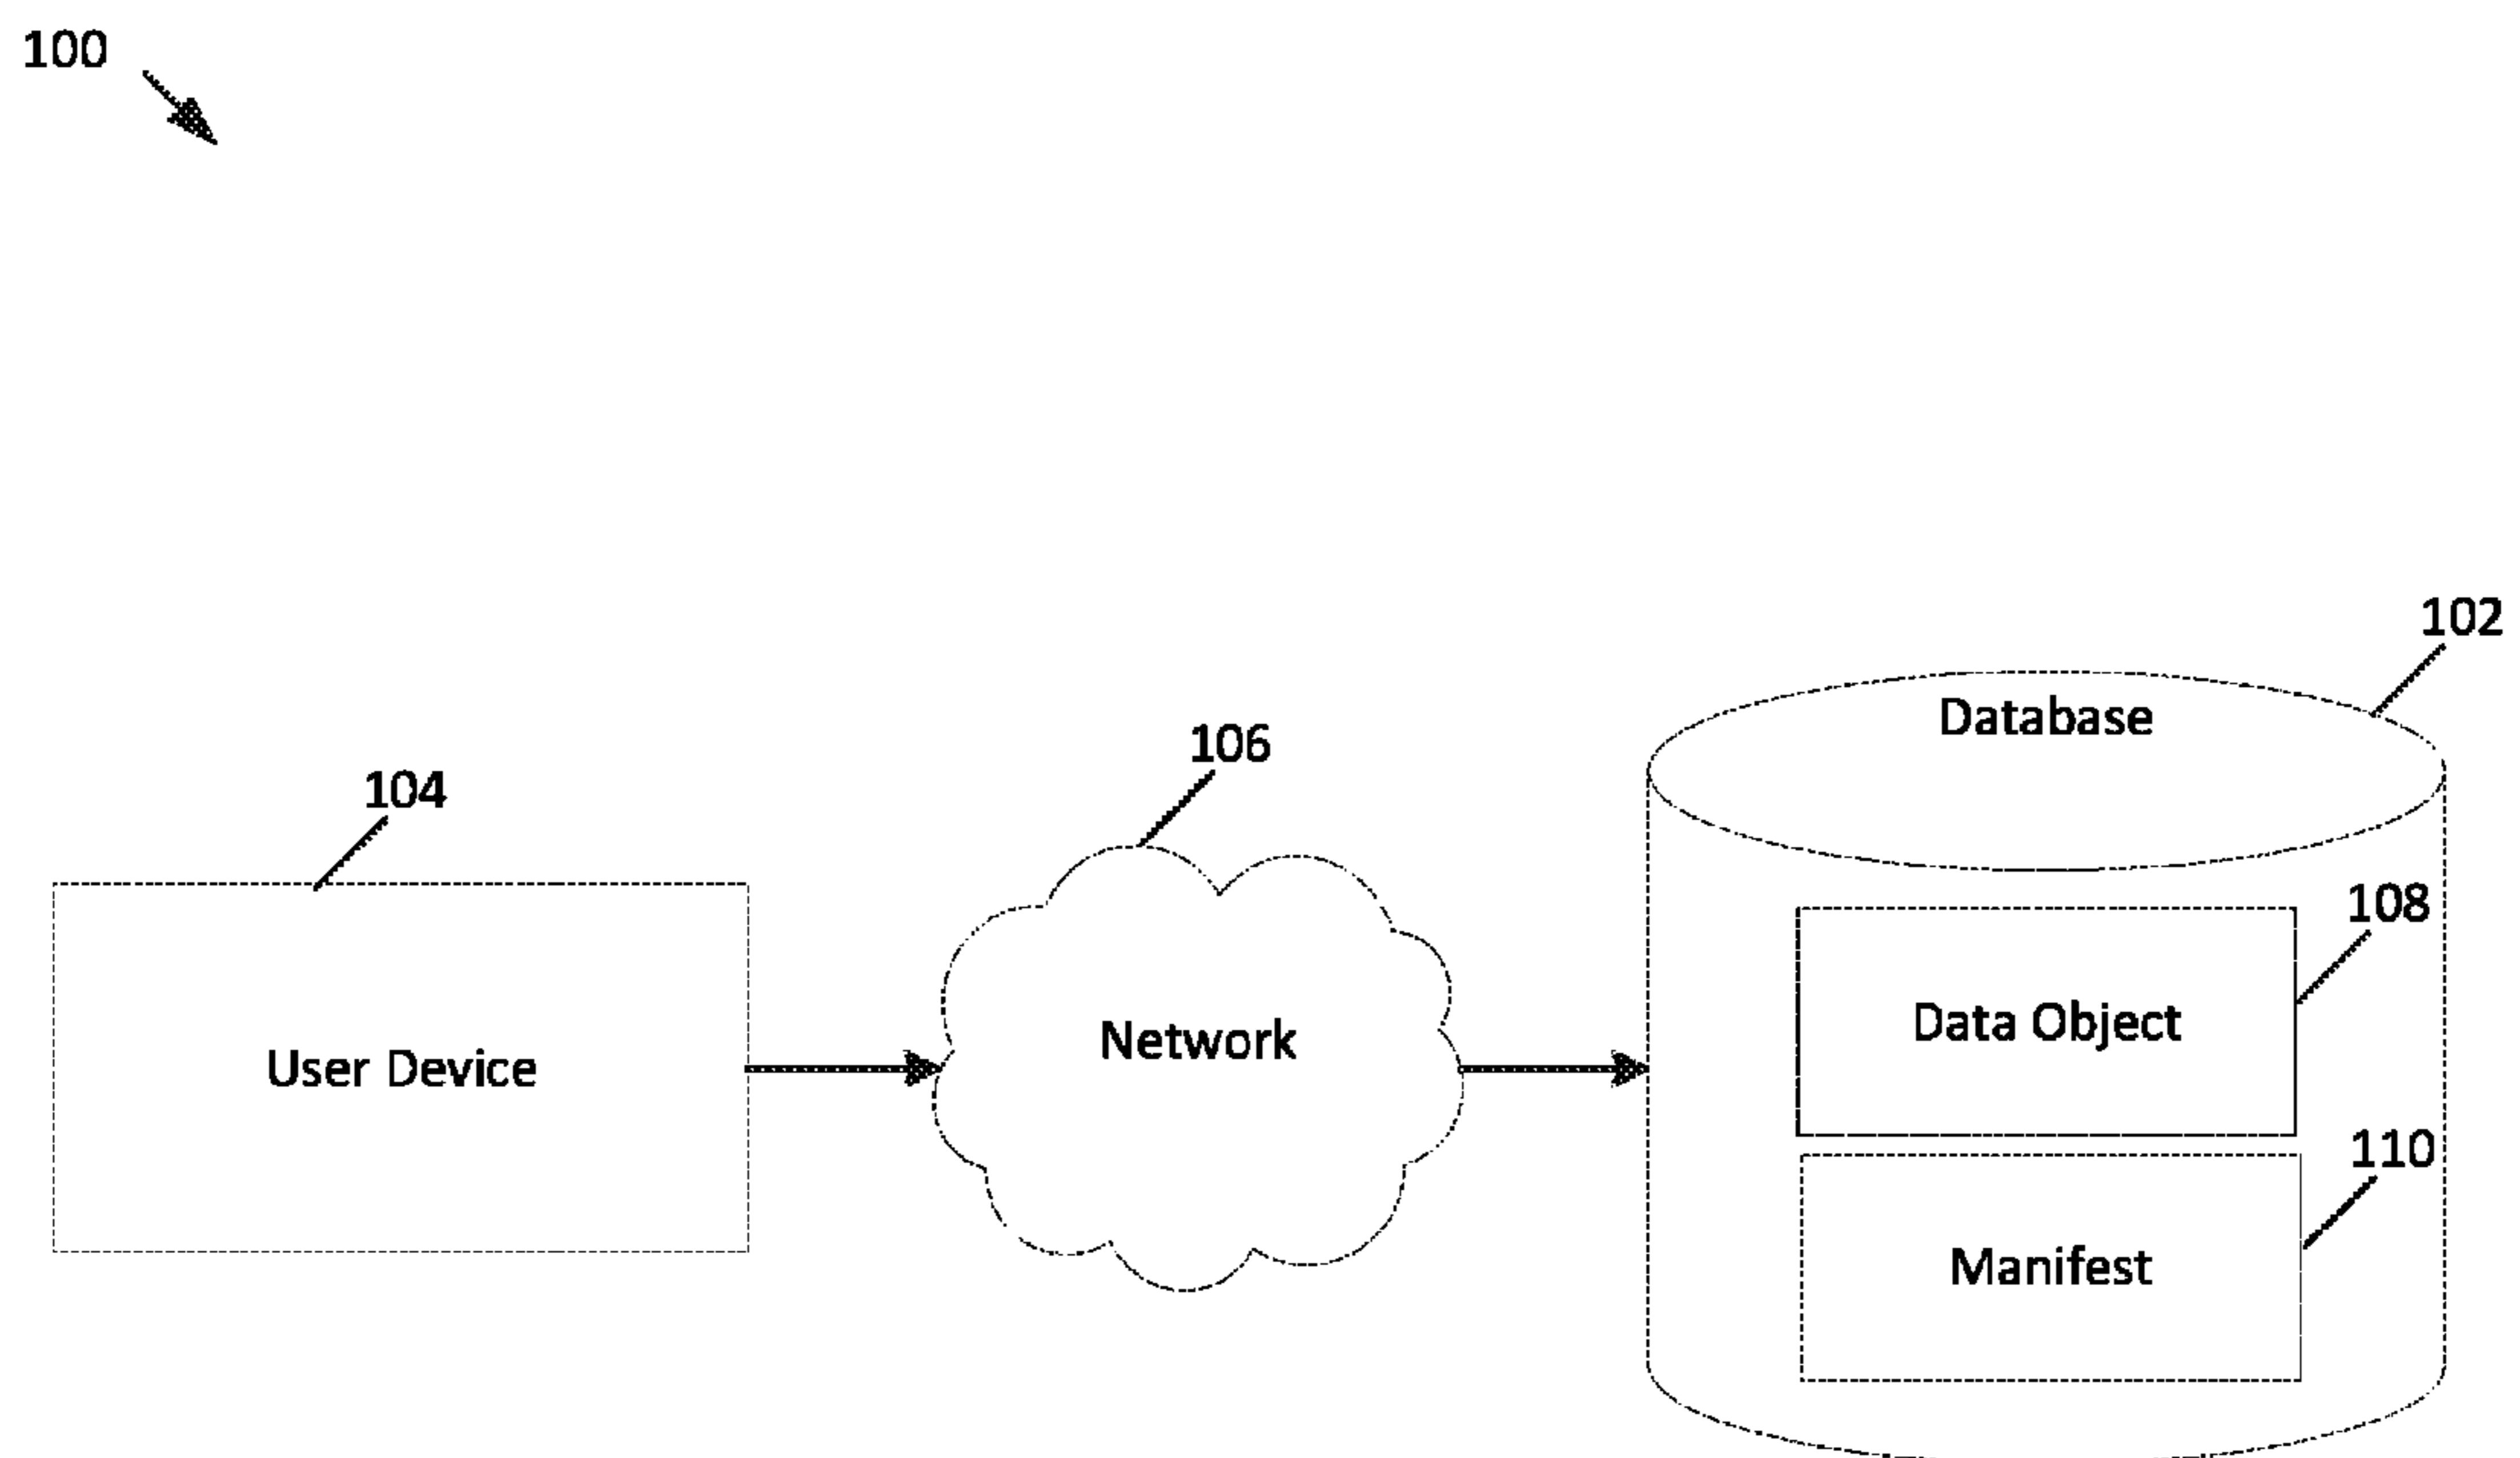 100
102
Database
106
104
108
Data Object
Network
User Device
110
Manifest